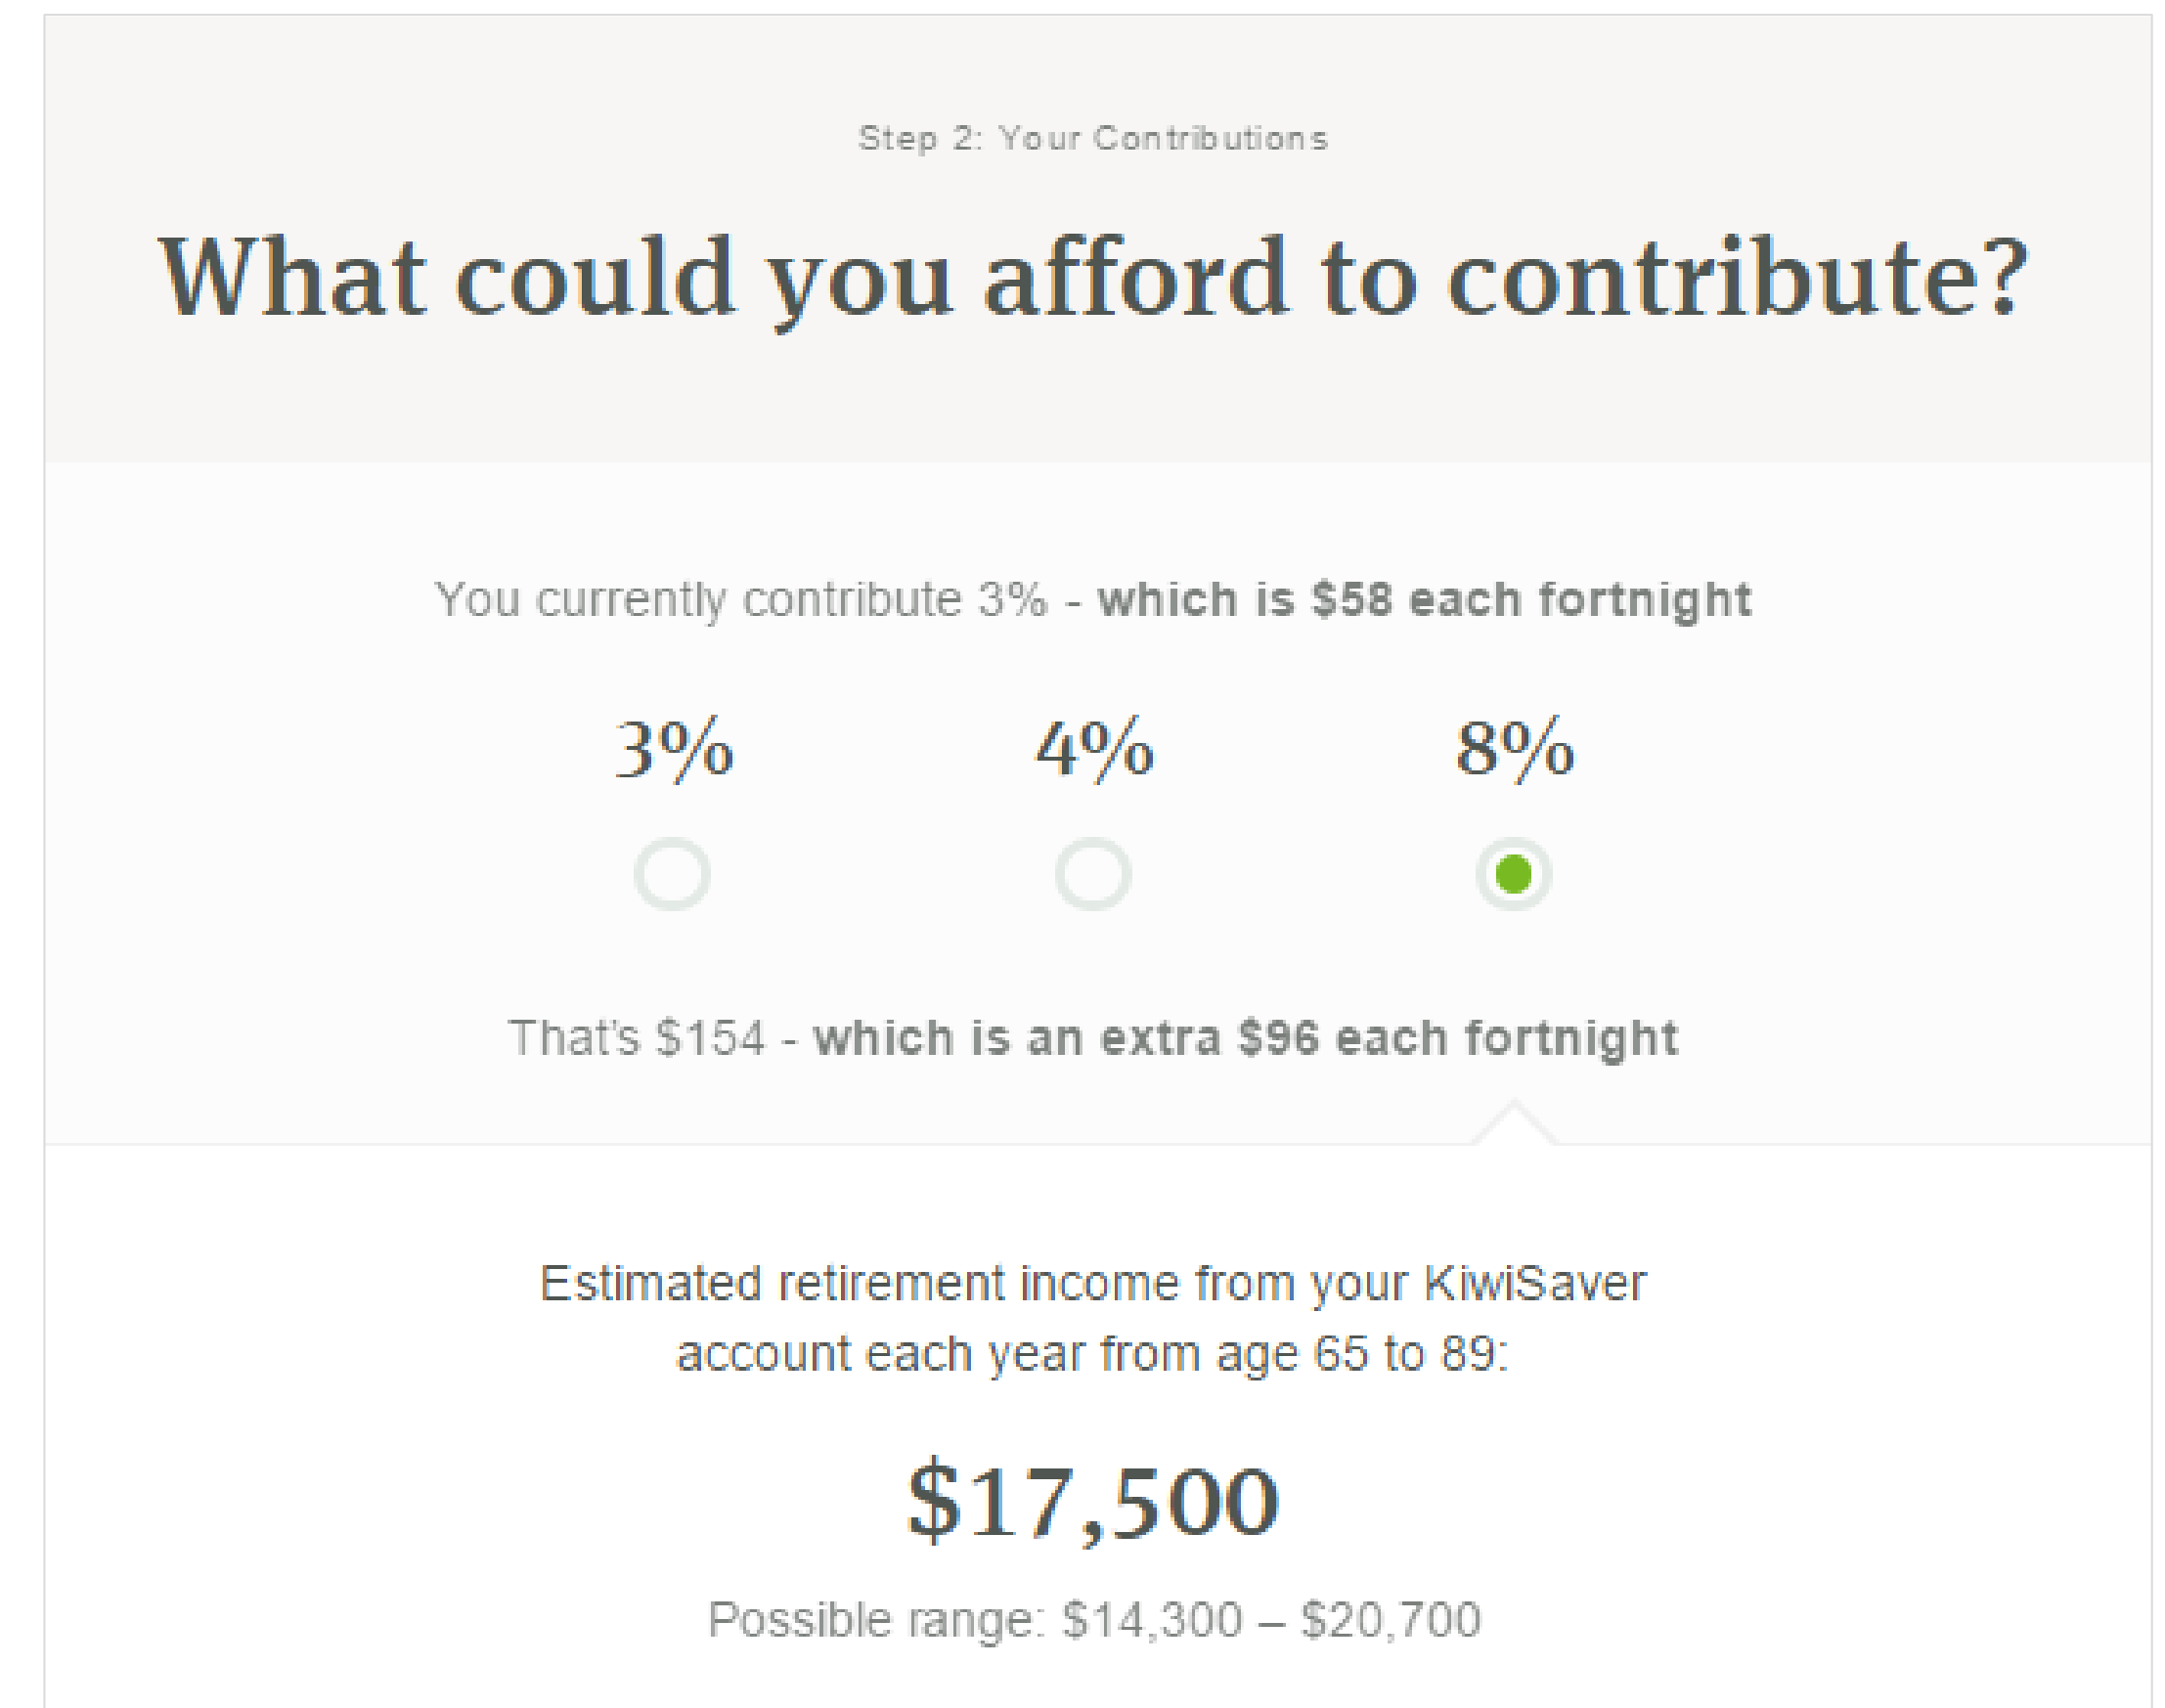 Step 2: Your Contributions
What could you afford to contribute?
You currently contribute 3% - which is $58 each fortnight
3% 4% 8%
That's $154 - which is an extra $96 each fortnight
Estimated retirement income from your KiwiSaver
account each year from age 65 to 89:
$17,500
Possible range: $14,300 – $20,700